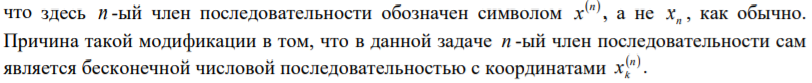 что здесь n-ый член последовательности обозначен символом x^{(n)}, а не x_n, как обычно.
Причина такой модификации в том, что в данной задаче n-ый член последовательности сам
является бесконечной числовой последовательностью с координатами x_k^{(n)}.